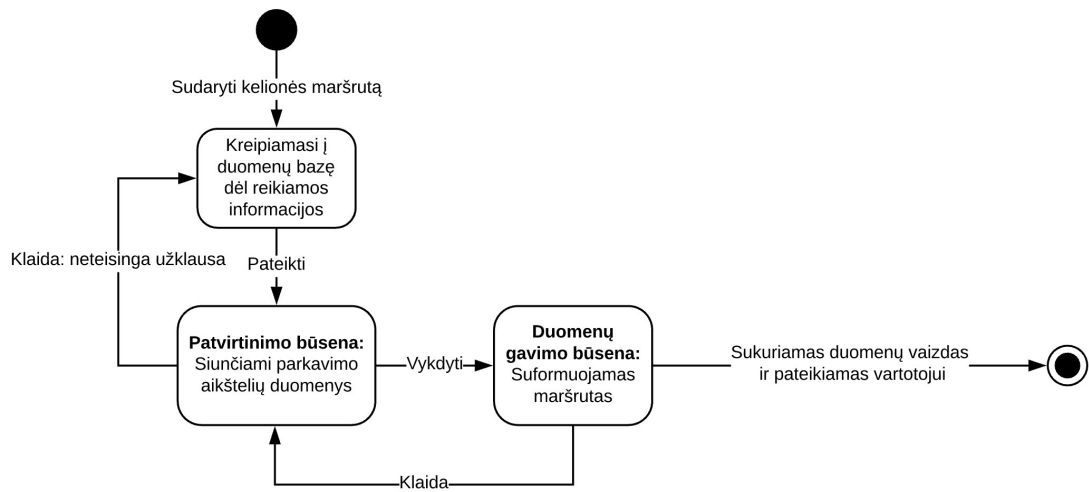 Sudaryti kelionės maršrutą
Kreipiamasi į
duomenų bazę
dėl reikiamos
informacijos
Klaida: neteisinga užklausa
Pateikti
Patvirtinimo būsena:
Siunčiami parkavimo
aikštelių duomenys
Vykdyti
Duomenų
gavimo būsena:
Suformuojamas
maršrutas
Sukuriamas duomenų vaizdas
ir pateikiamas vartotojui
Klaida